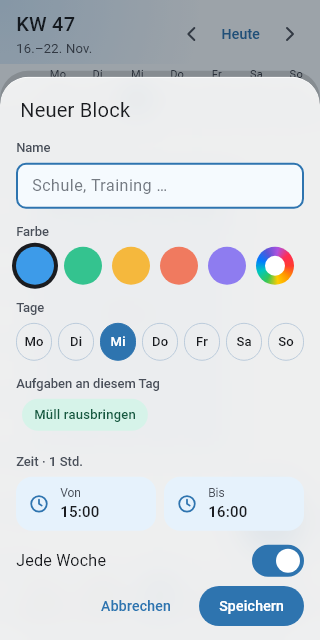 KW 47
16.–22. Nov.
Heute
Mo Di Mi Do Fr Sa So
Neuer Block
Name
Schule, Training …
Farbe
Tage
Mo Di Mi Do Fr Sa So
Aufgaben an diesem Tag
Müll rausbringen
Zeit · 1 Std.
Von Bis
15:00 16:00
Jede Woche
Abbrechen Speichern